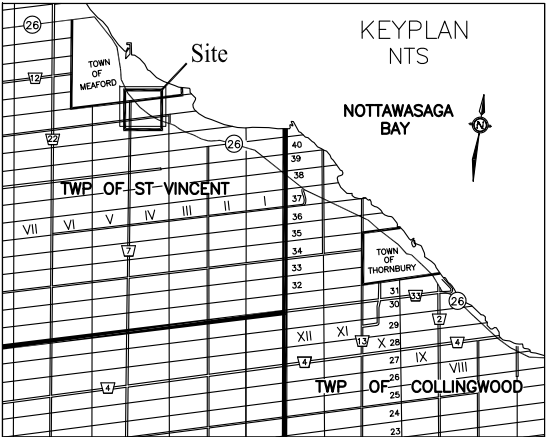 KEYPLAN
NTS
26
Site
TOWN
OF
MEAFORD
12
NOTTAWASAGA
BAY
N
22
26
40
39
38
37
36
35
34
33
32
TWP OF ST VINCENT
VII VI V IV III II I
7
TOWN
OF
THORNBURY
31
33
30
26
2
29
XII XI X 28
13
4
4
27
IX
VIII
4
26
TWP OF COLLINGWOOD
25
24
23